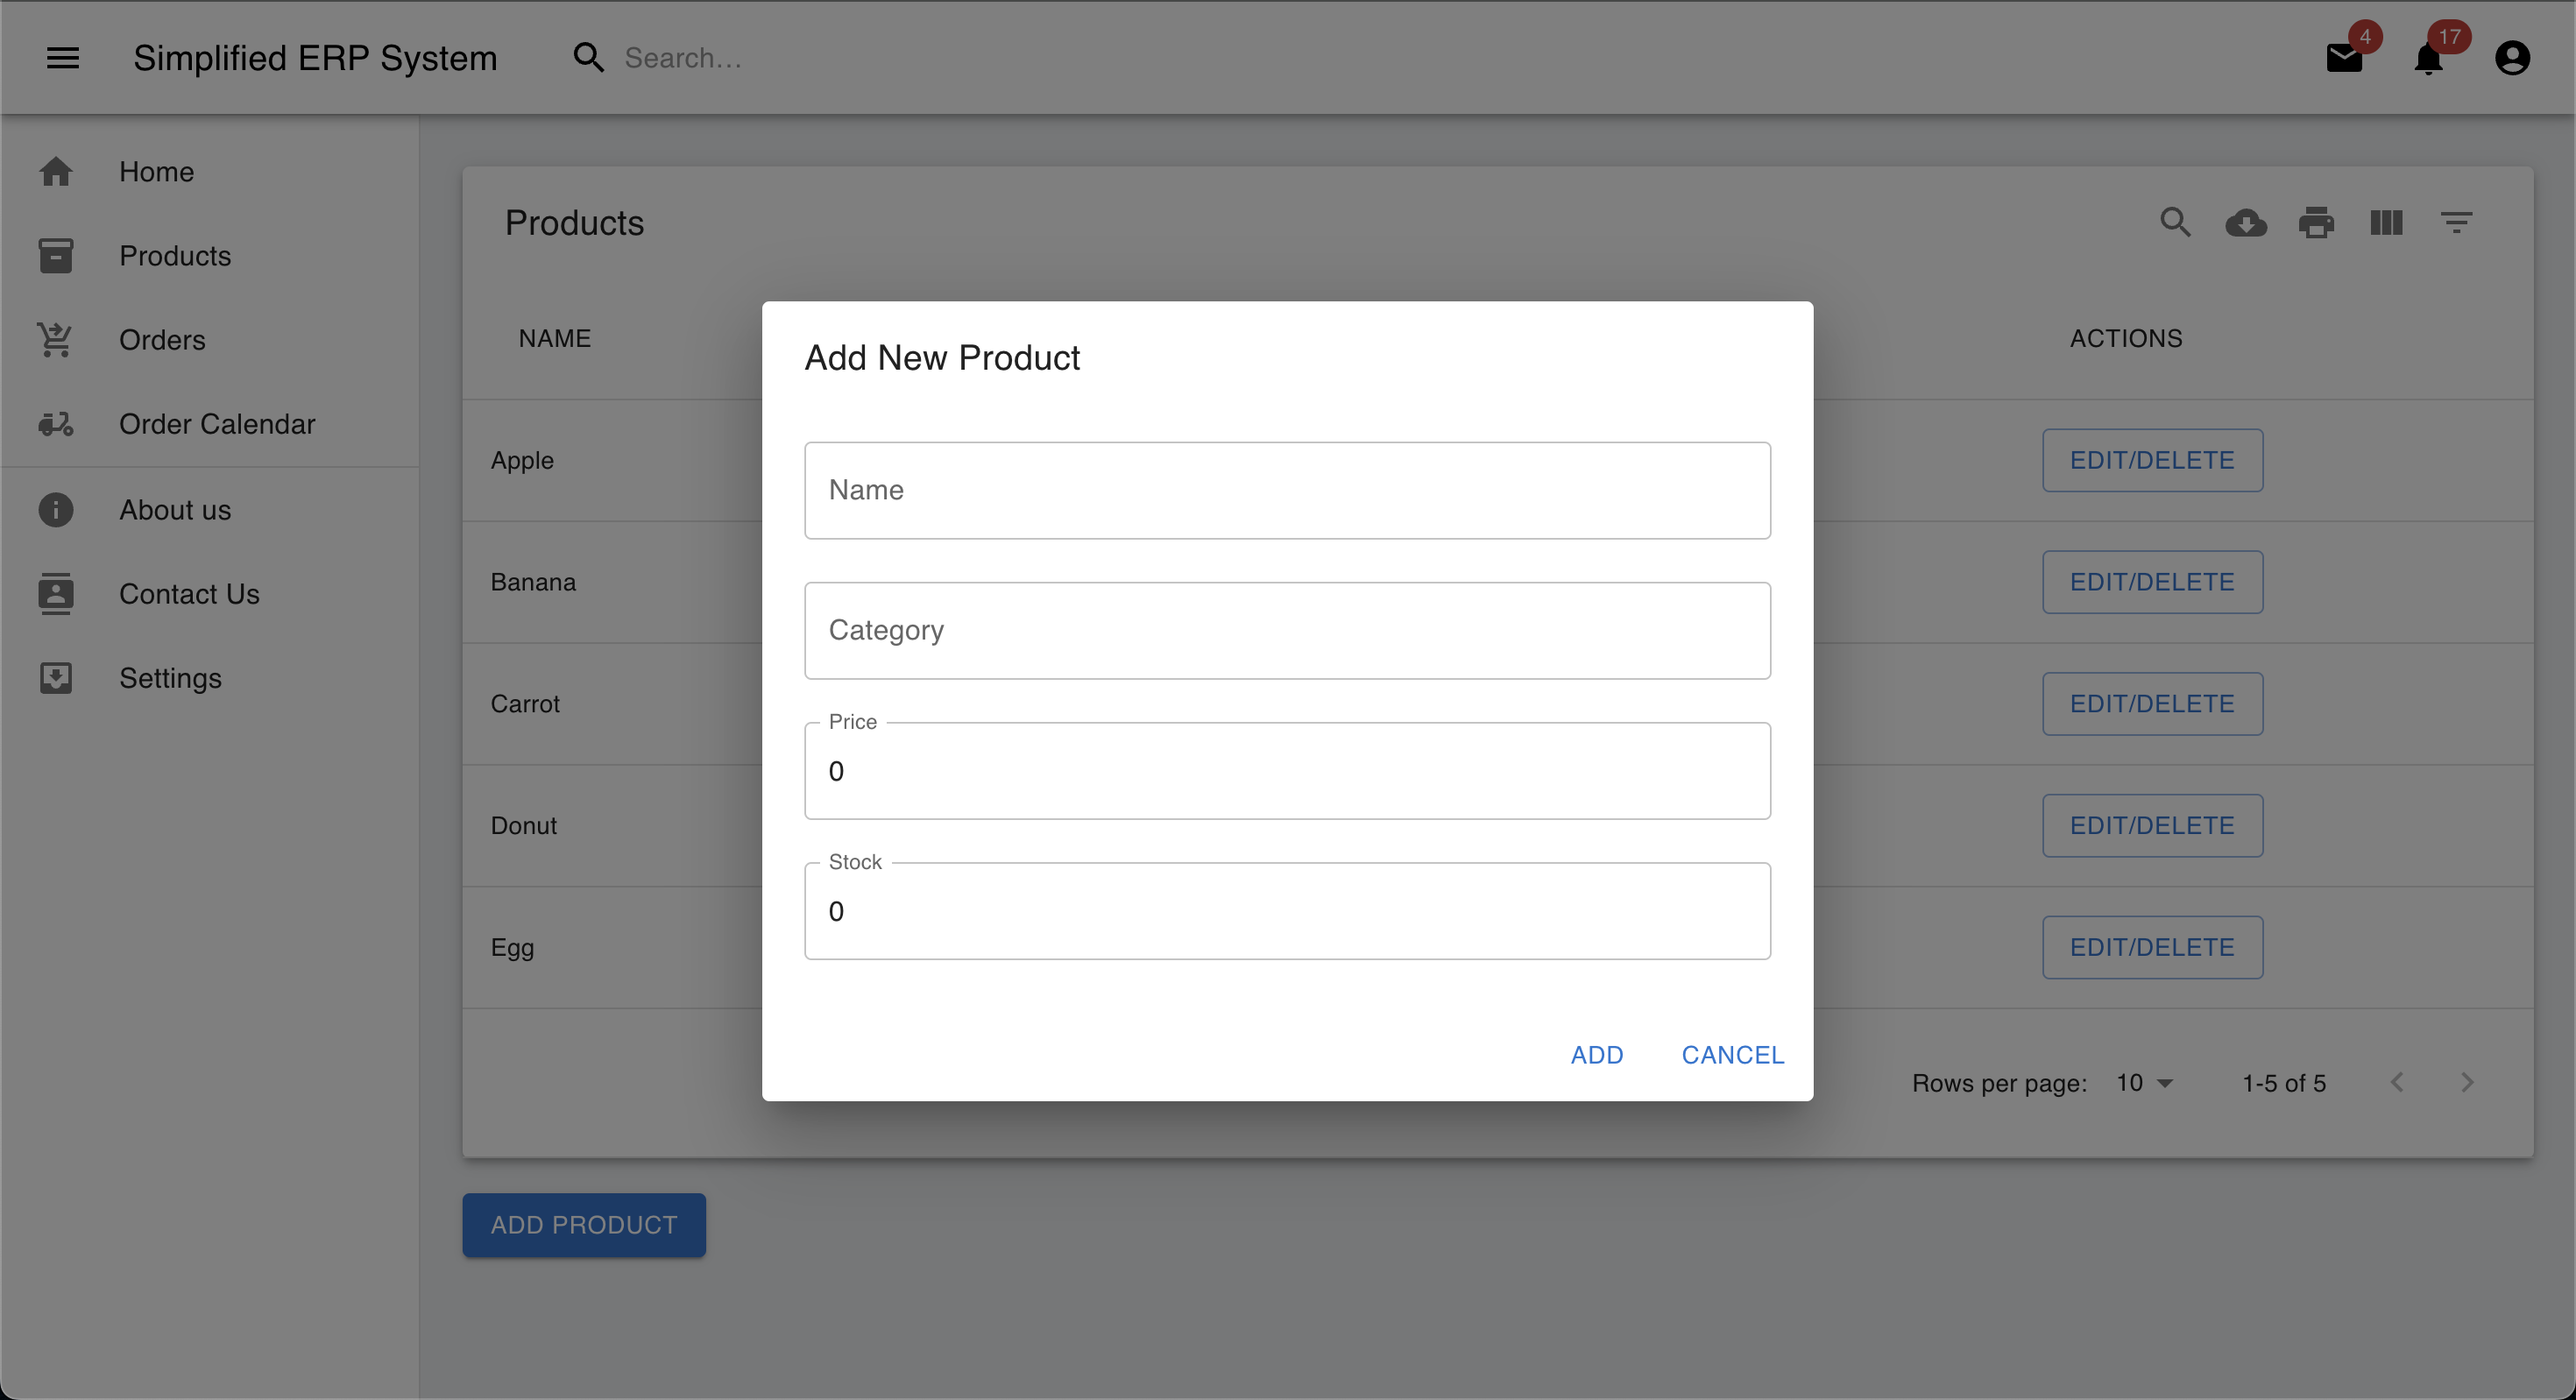 Simplified ERP System
Search...
4
17
Home
Products
Orders
Order Calendar
About us
Contact Us
Settings
Products
NAME
ACTIONS
Apple
EDIT/DELETE
Banana
EDIT/DELETE
Carrot
EDIT/DELETE
Donut
EDIT/DELETE
Egg
EDIT/DELETE
Rows per page: 10
1-5 of 5
ADD PRODUCT
Add New Product
Name
Category
Price
0
Stock
0
ADD
CANCEL